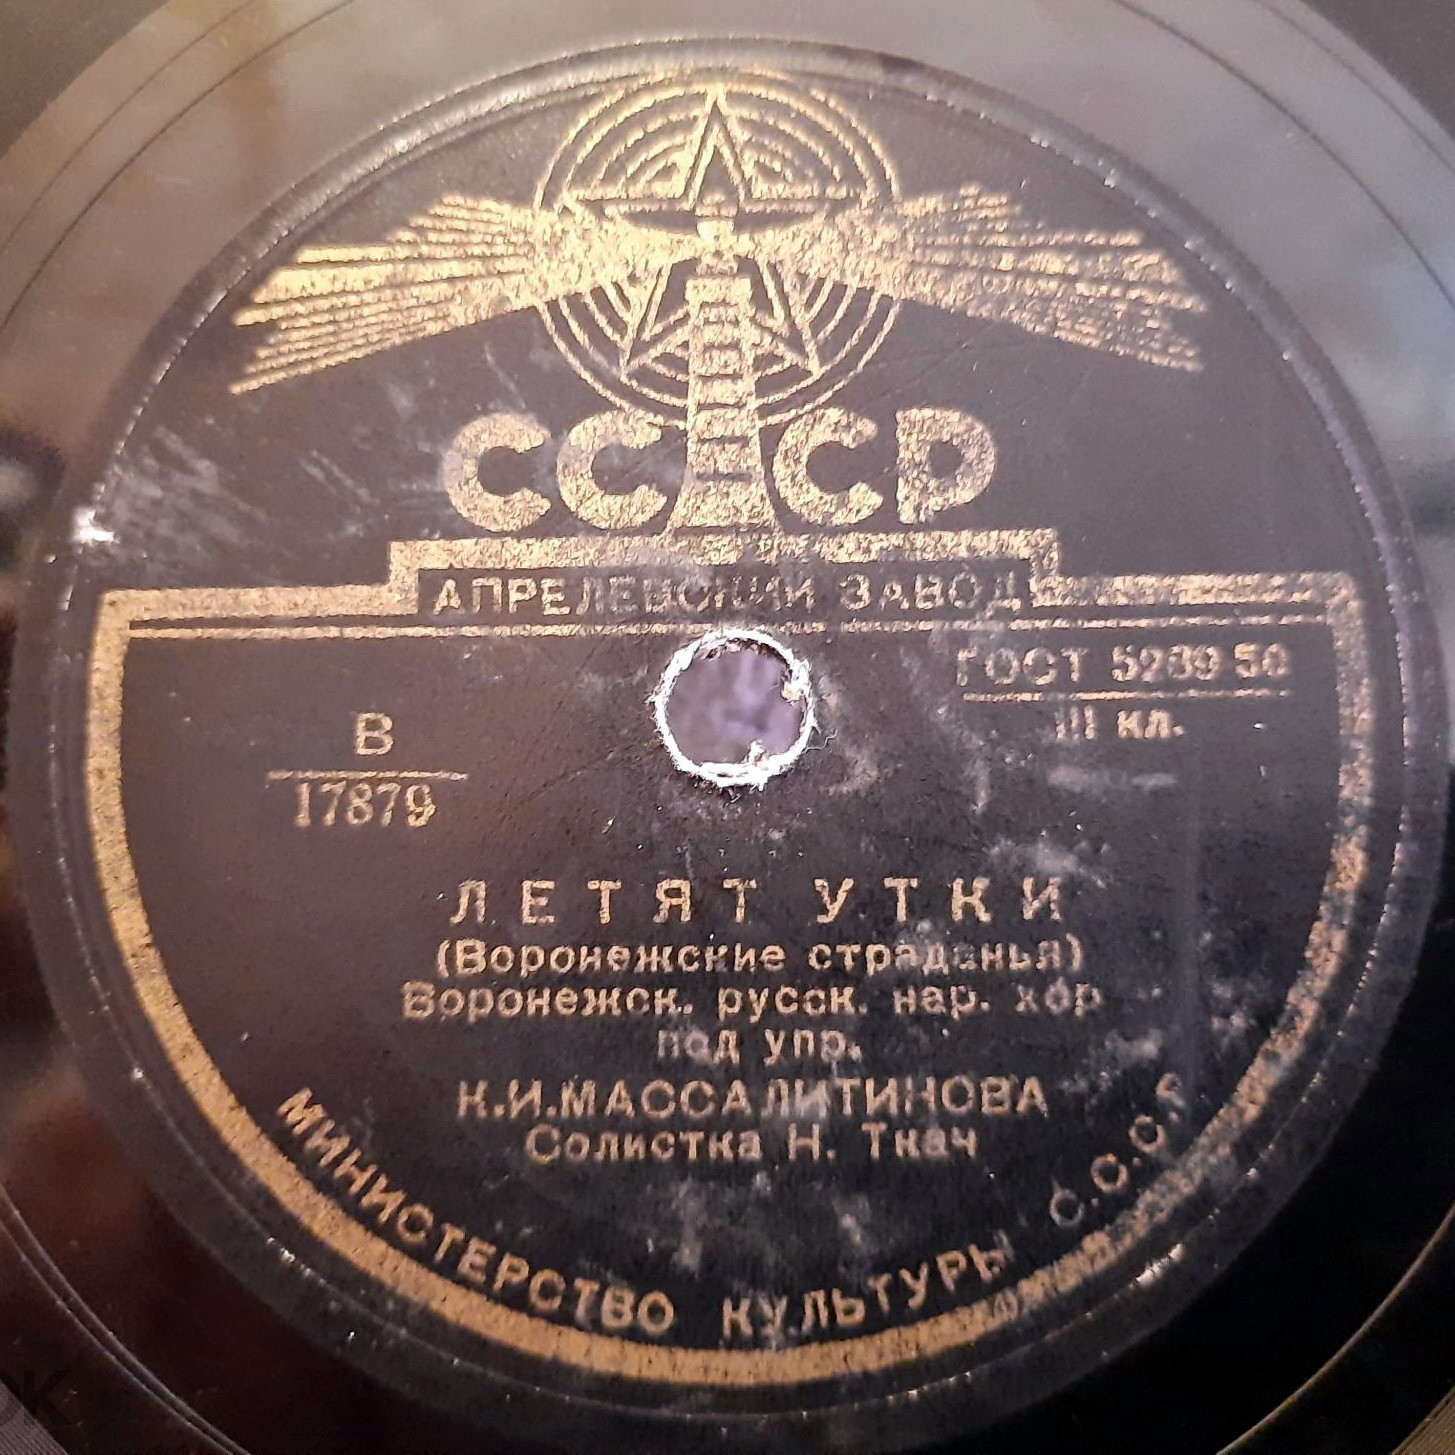 СССР
АПРЕЛЕВСКИЙ ЗАВОД
ГОСТ 5289-50
III кл.
В
17879
ЛЕТЯТ УТКИ
(Воронежские страданья)
Воронежск. русск. нар. хор
под упр.
К.И.МАССАЛИТИНОВА
Солистка Н. Ткач
МИНИСТЕРСТВО КУЛЬТУРЫ С.С.С.Р